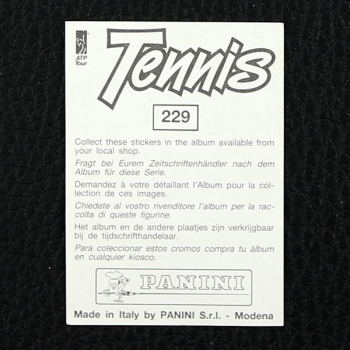 ATP
Tour
Tennis
229
Collect these stickers in the album available from
your local shop.
Fragt bei Eurem Zeitschriftenhändler nach dem
Album für diese Serie.
Demandez à votre détaillant l'Album pour la col-
lection de ces images.
Chiedete al vostro rivenditore l'album per la rac-
colta di queste figurine.
Het album en de andere plaatjes zijn verkrijgbaar
bij de tijdschrifthandelaar.
Para coleccionar estos cromos compra tu álbum
en cualquier kiosco.
PANINI
Made in Italy by PANINI S.r.l. - Modena